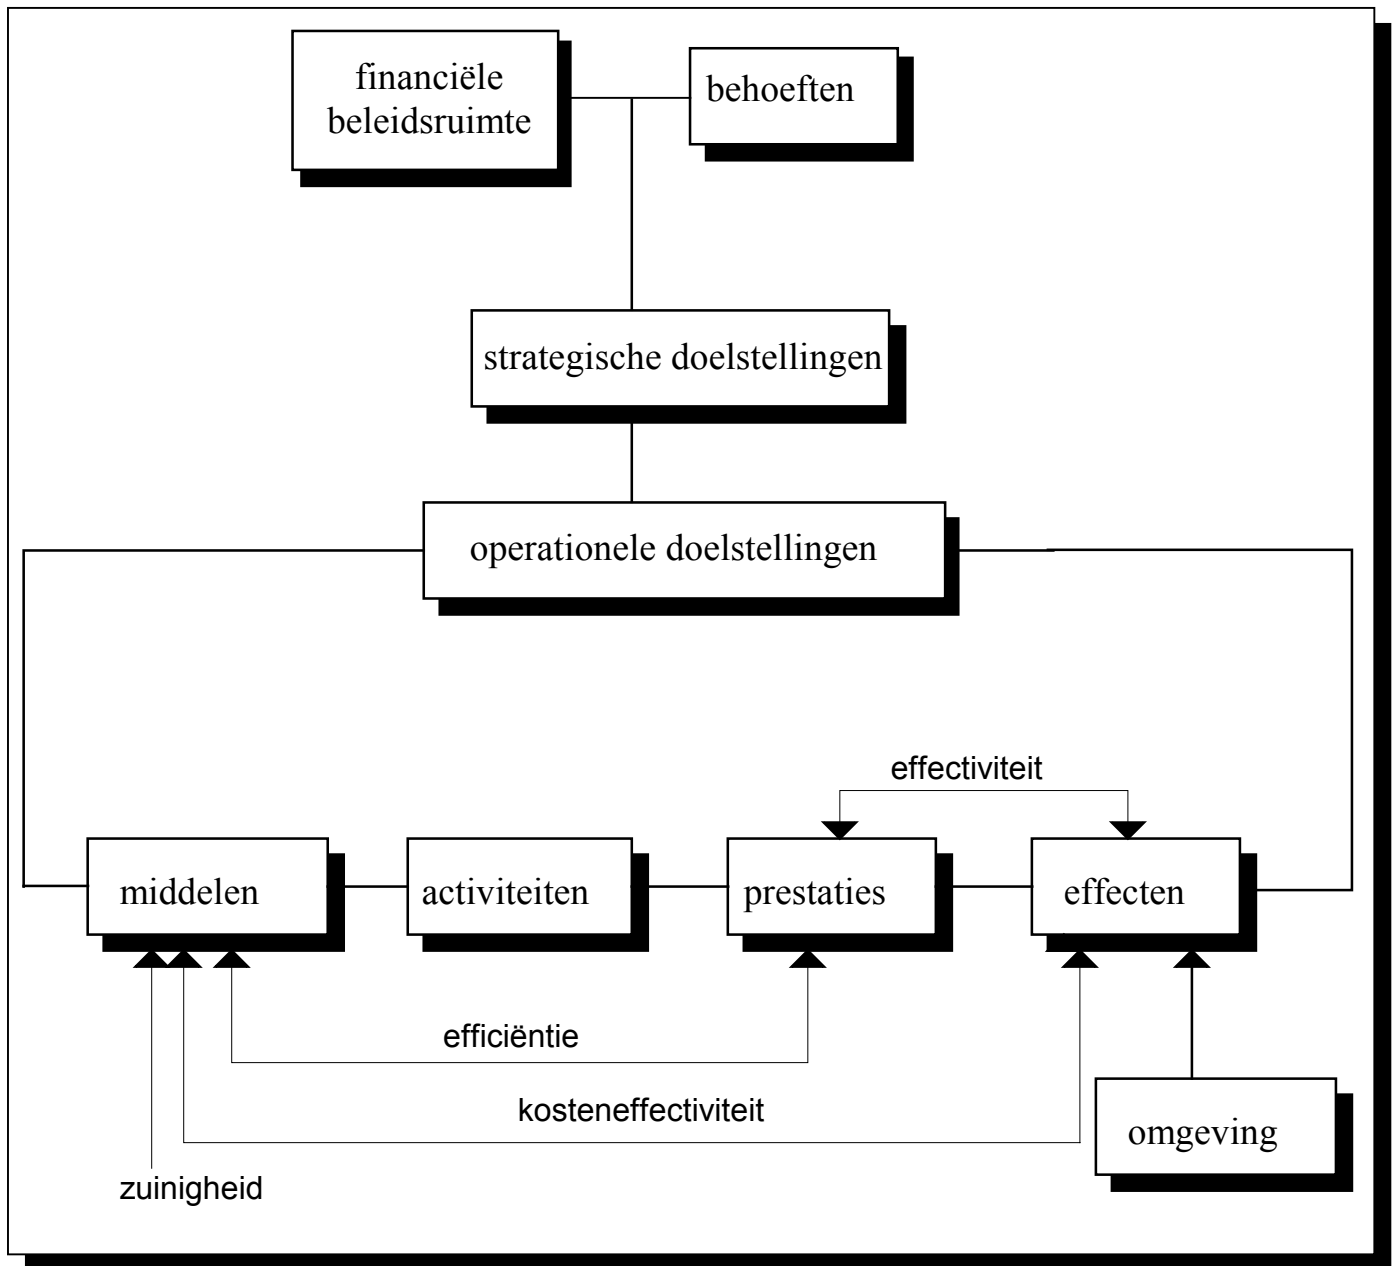 financiële
beleidsruimte
behoeften
strategische doelstellingen
operationele doelstellingen
effectiviteit
middelen
activiteiten
prestaties
effecten
efficiëntie
kosteneffectiviteit
omgeving
zuinigheid